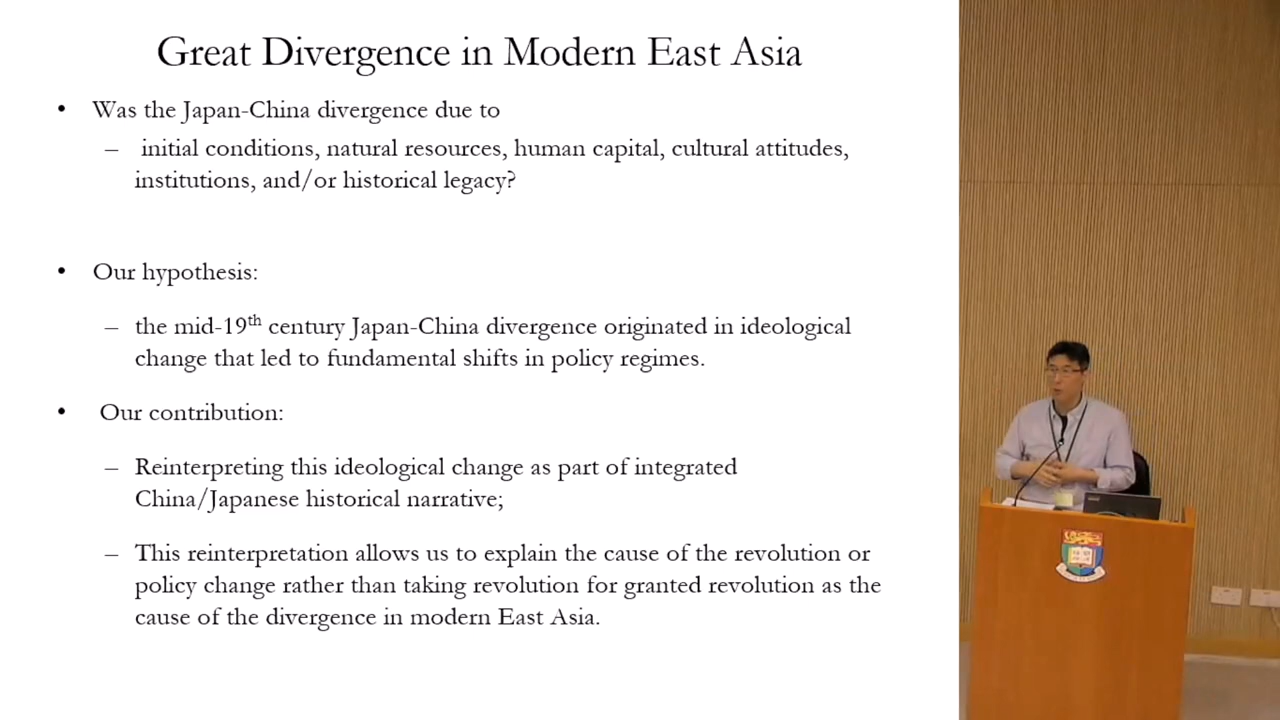 Great Divergence in Modern East Asia
• Was the Japan-China divergence due to
– initial conditions, natural resources, human capital, cultural attitudes,
institutions, and/or historical legacy?
• Our hypothesis:
– the mid-19th century Japan-China divergence originated in ideological
change that led to fundamental shifts in policy regimes.
• Our contribution:
– Reinterpreting this ideological change as part of integrated
China/Japanese historical narrative;
– This reinterpretation allows us to explain the cause of the revolution or
policy change rather than taking revolution for granted revolution as the
cause of the divergence in modern East Asia.